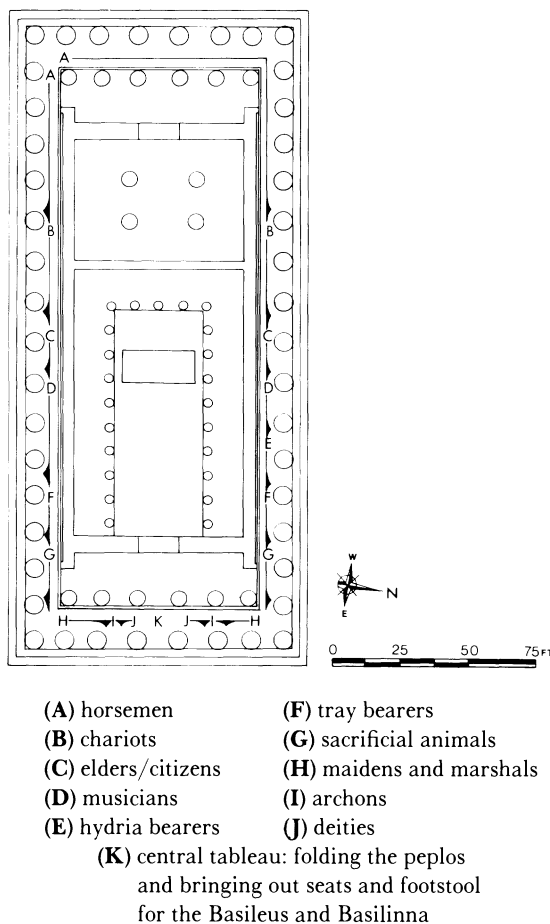 A
A
B B
C C
D D
E
F F
G G
H I J K J I H
W
N
E
0 25 50 75 FT
(A) horsemen
(B) chariots
(C) elders/citizens
(D) musicians
(E) hydria bearers
(F) tray bearers
(G) sacrificial animals
(H) maidens and marshals
(I) archons
(J) deities
(K) central tableau: folding the peplos
and bringing out seats and footstool
for the Basileus and Basilinna